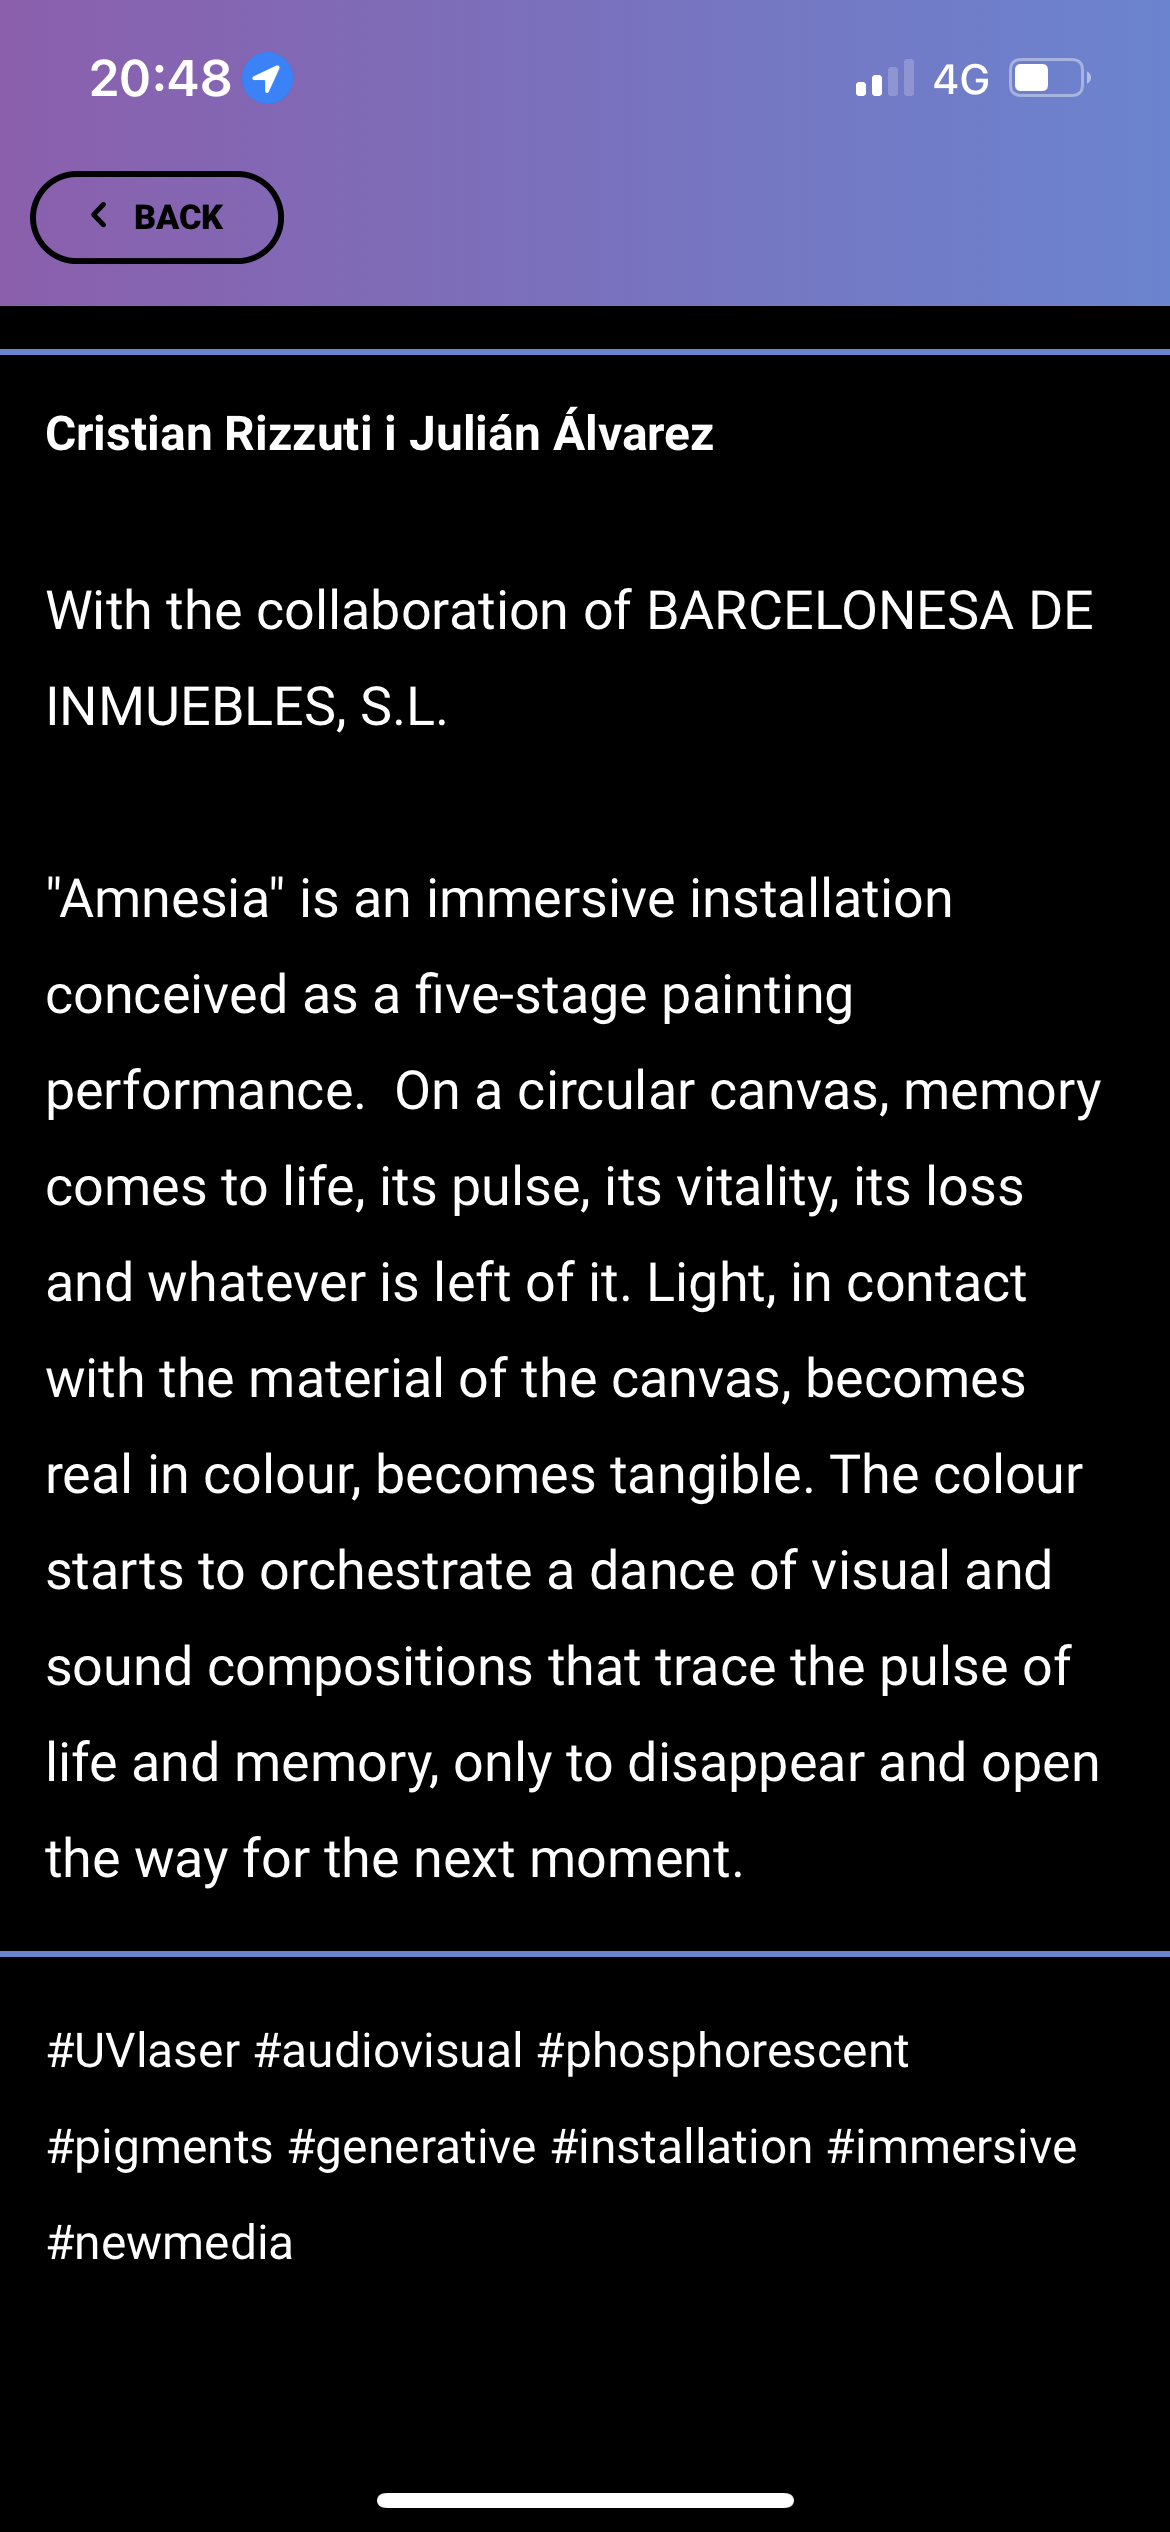 20:48
4G
BACK
Cristian Rizzuti i Julián Álvarez
With the collaboration of BARCELONESA DE
INMUEBLES, S.L.
"Amnesia" is an immersive installation
conceived as a five-stage painting
performance.  On a circular canvas, memory
comes to life, its pulse, its vitality, its loss
and whatever is left of it. Light, in contact
with the material of the canvas, becomes
real in colour, becomes tangible. The colour
starts to orchestrate a dance of visual and
sound compositions that trace the pulse of
life and memory, only to disappear and open
the way for the next moment.
#UVlaser #audiovisual #phosphorescent
#pigments #generative #installation #immersive
#newmedia